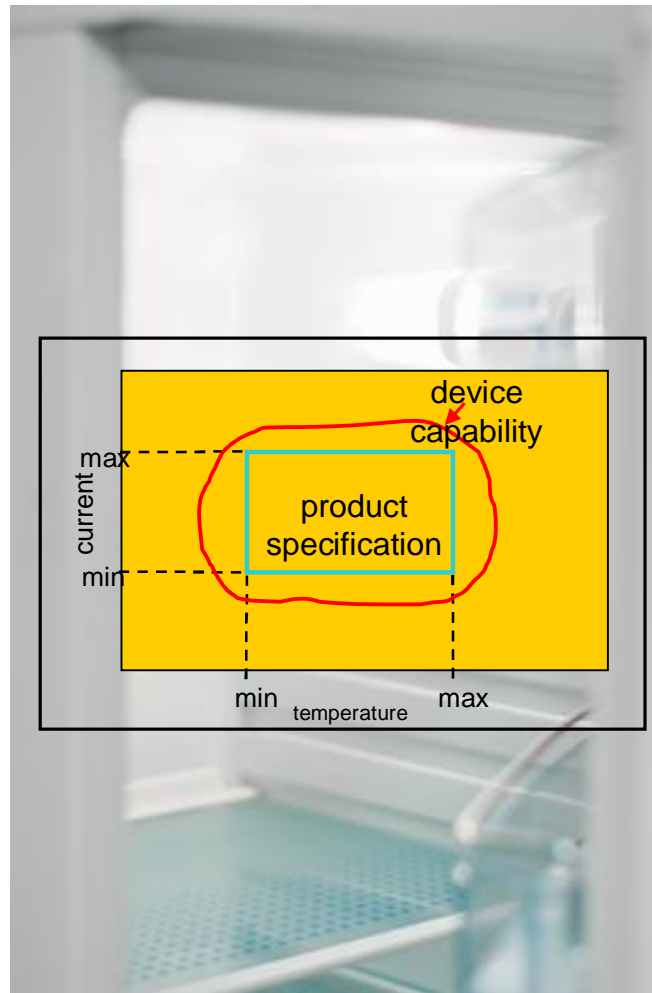 device
capability
max
current
product
specification
min
min
max
temperature